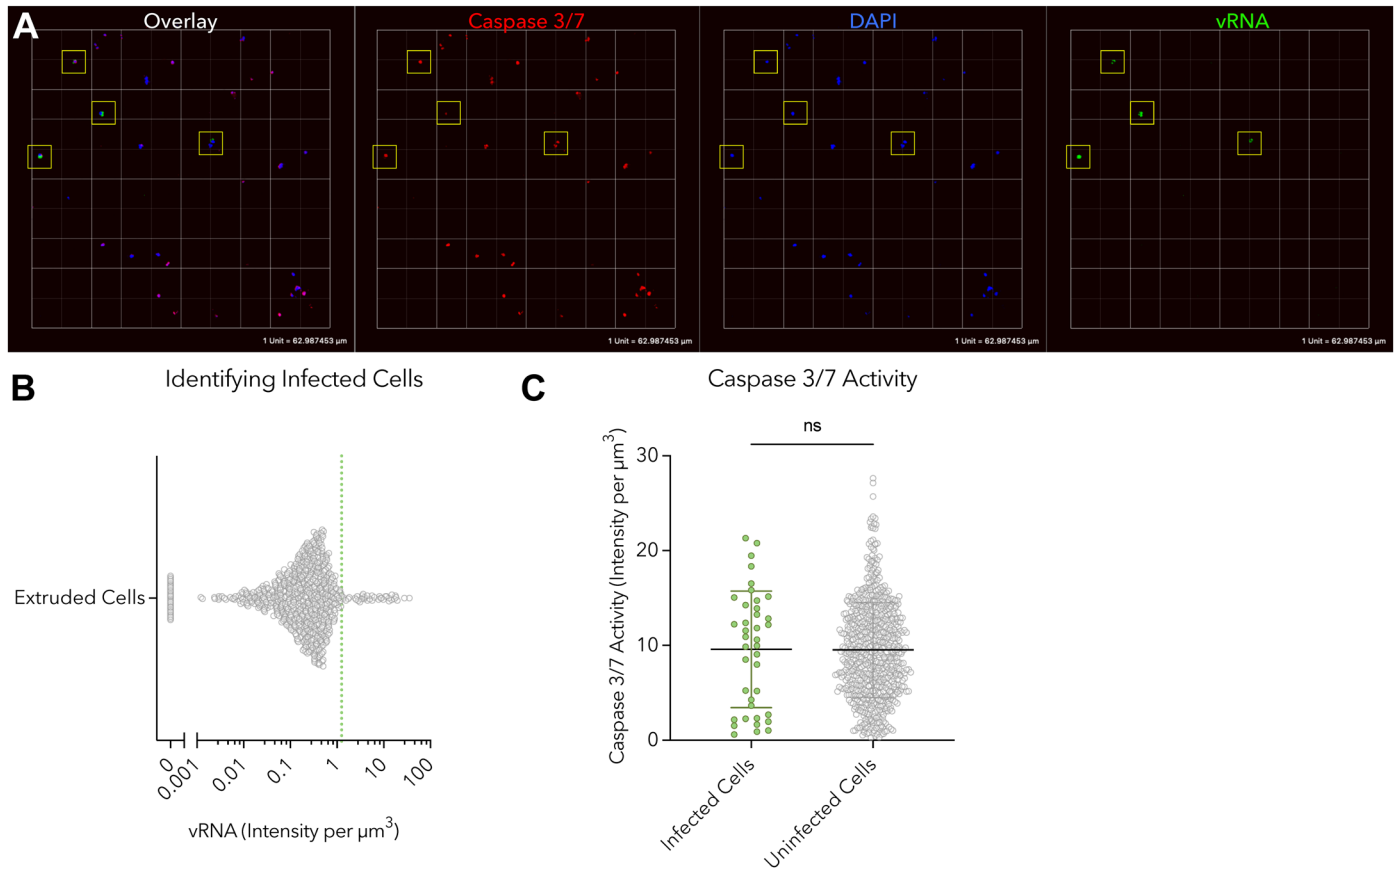 A
Overlay
Caspase 3/7
DAPI
vRNA
1 Unit = 62.987453 µm
1 Unit = 62.987453 µm
1 Unit = 62.987453 µm
1 Unit = 62.987453 µm
B
Identifying Infected Cells
Extruded Cells
0
0.001
0.01
0.1
1
10
100
vRNA (Intensity per µm3)
C
Caspase 3/7 Activity
ns
Caspase 3/7 Activity (Intensity per µm3)
30
20
10
0
Infected Cells
Uninfected Cells